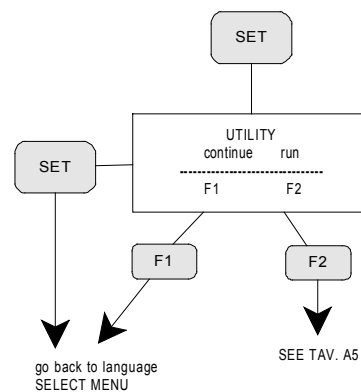 SET
UTILITY
continue run
F1 F2
SET
F1
F2
go back to language
SELECT MENU
SEE TAV. A5